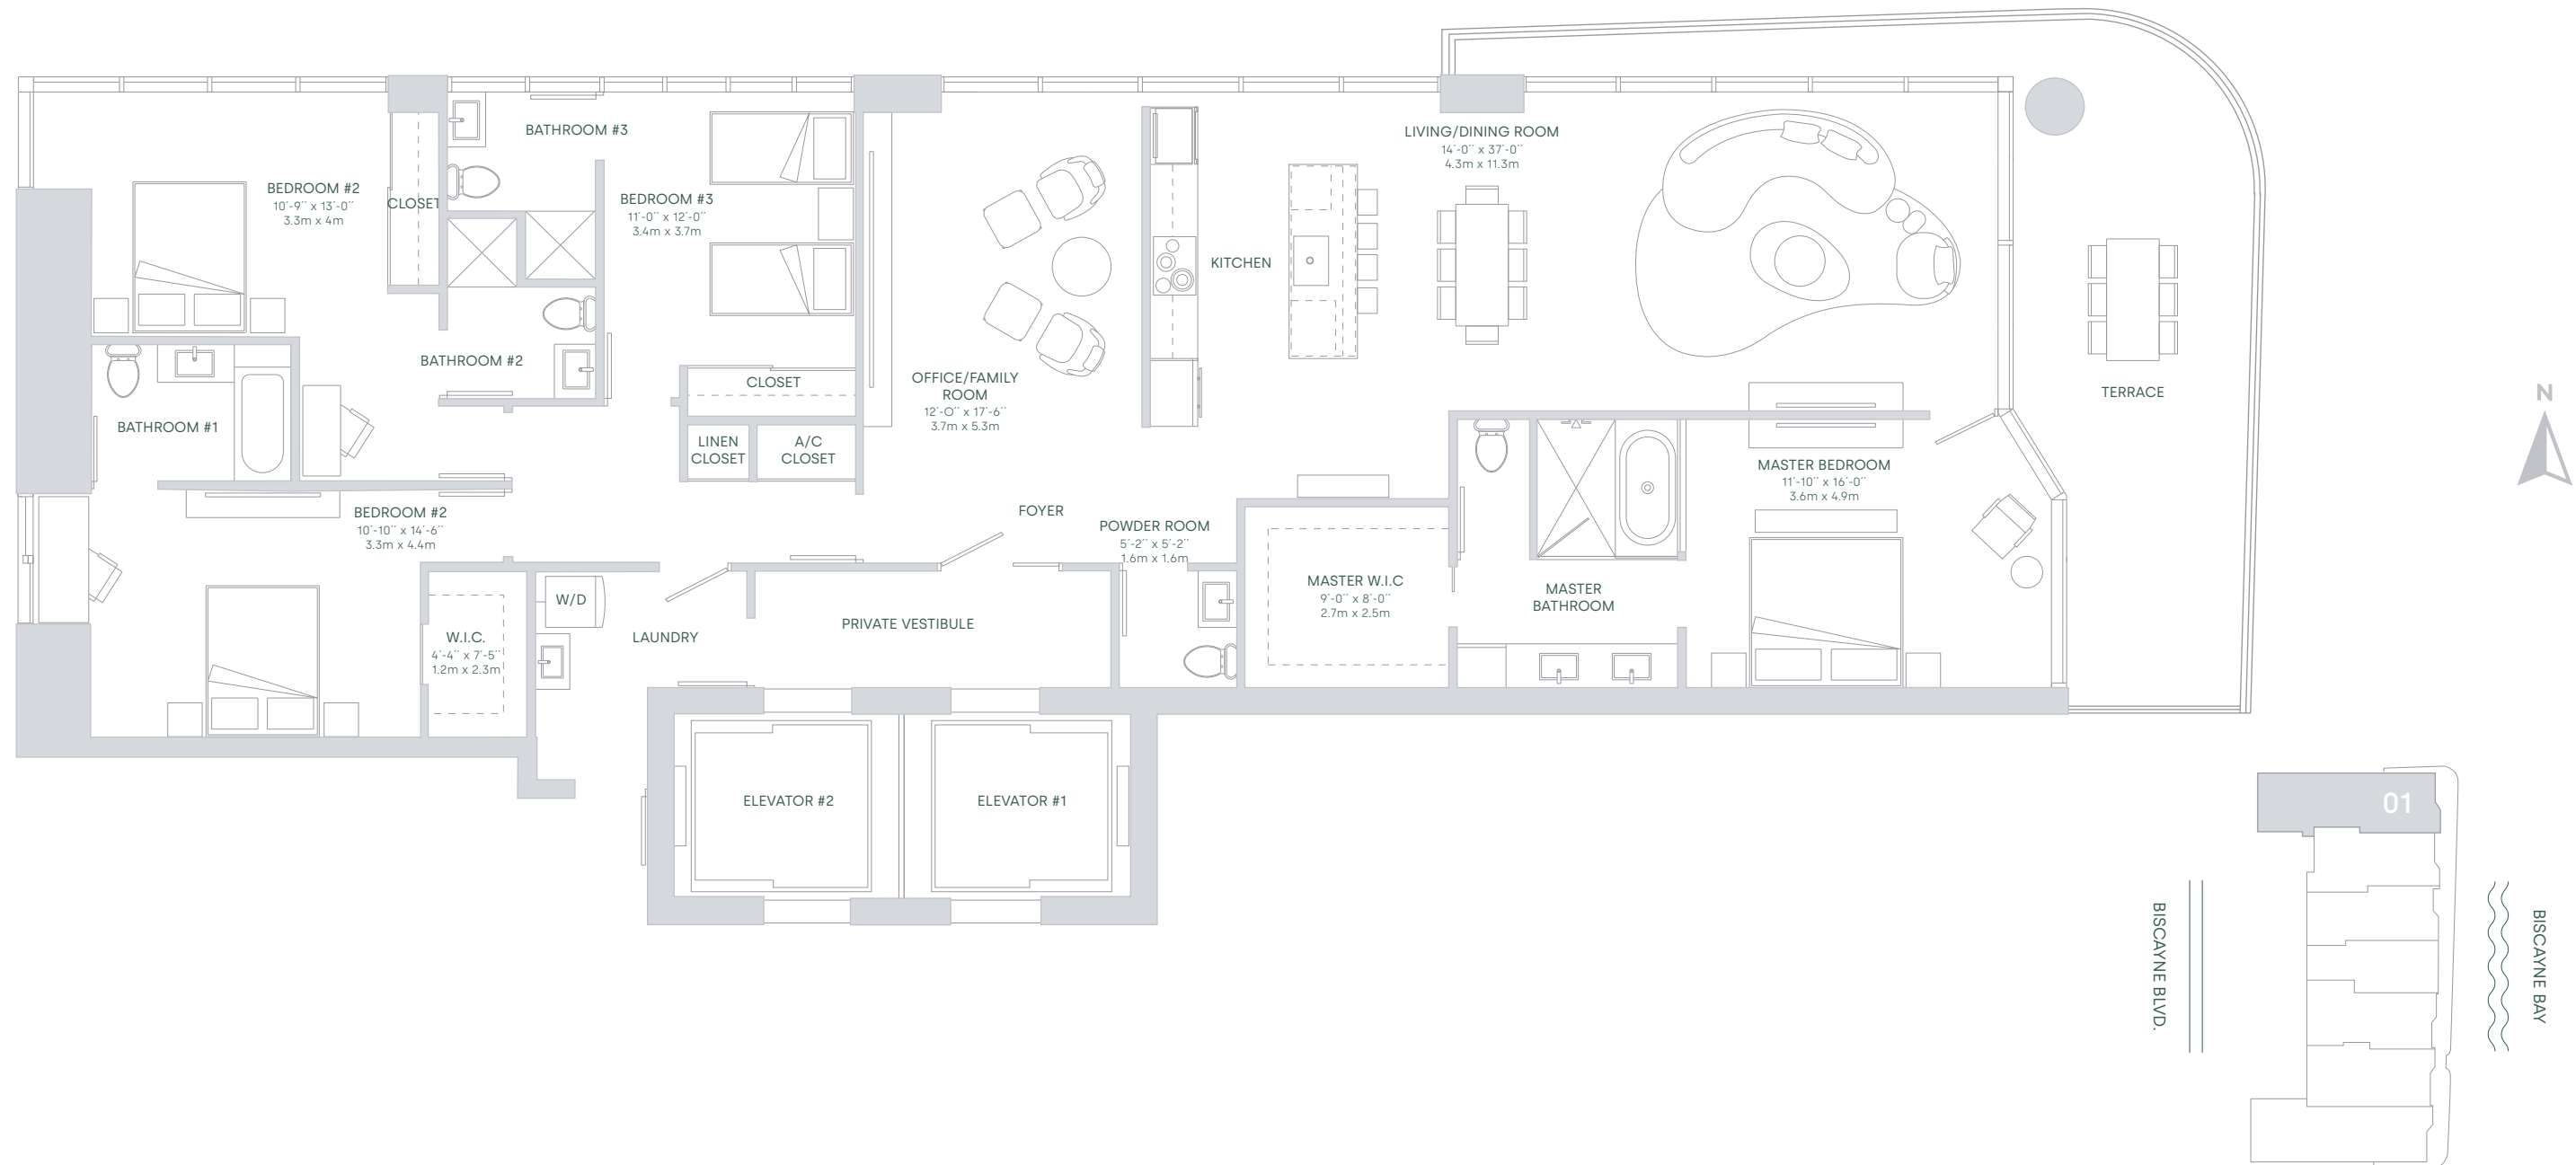 BATHROOM #3
LIVING/DINING ROOM
14´-0´´ x 37´-0´´
4.3m x 11.3m
BEDROOM #2
10´-9´´ x 13´-0´´
3.3m x 4m
CLOSET
BEDROOM #3
11´-0´´ x 12´-0´´
3.4m x 3.7m
KITCHEN
BATHROOM #2
CLOSET
OFFICE/FAMILY
ROOM
12´-O´´ x 17´-6´´
3.7m x 5.3m
TERRACE
N
BATHROOM #1
LINEN
CLOSET
A/C
CLOSET
MASTER BEDROOM
11´-10´´ x 16´-0´´
3.6m x 4.9m
BEDROOM #2
10´-10´´ x 14´-6´´
3.3m x 4.4m
FOYER
POWDER ROOM
5´-2´´ x 5´-2´´
1.6m x 1.6m
W/D
LAUNDRY
PRIVATE VESTIBULE
MASTER W.I.C
9´-0´´ x 8´-0´´
2.7m x 2.5m
MASTER
BATHROOM
W.I.C.
4´-4´´ x 7´-5´´
1.2m x 2.3m
ELEVATOR #2
ELEVATOR #1
01
BISCAYNE BLVD.
BISCAYNE BAY